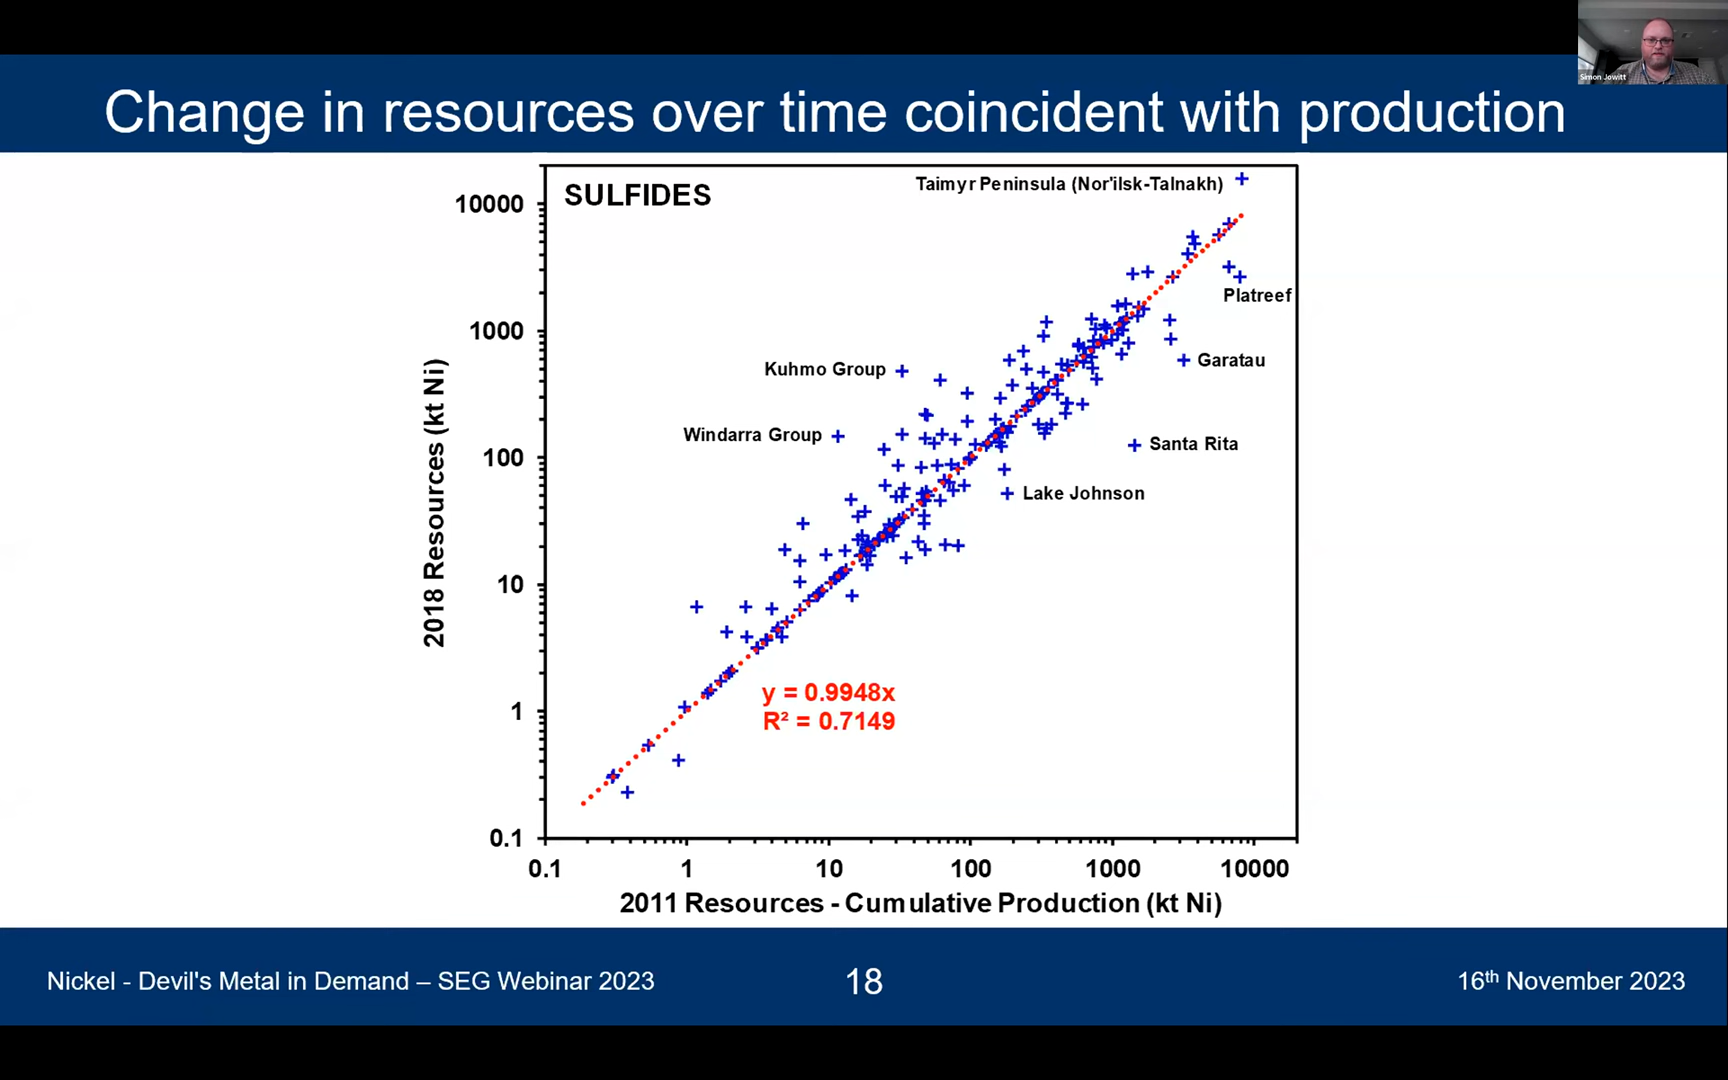 Simon Jowitt
Change in resources over time coincident with production
SULFIDES
Taimyr Peninsula (Nor'ilsk-Talnakh)
Platreef
Garatau
Kuhmo Group
Windarra Group
Santa Rita
Lake Johnson
y = 0.9948x
R² = 0.7149
2018 Resources (kt Ni)
10000
1000
100
10
1
0.1
0.1 1 10 100 1000 10000
2011 Resources - Cumulative Production (kt Ni)
Nickel - Devil's Metal in Demand – SEG Webinar 2023
18
16th November 2023